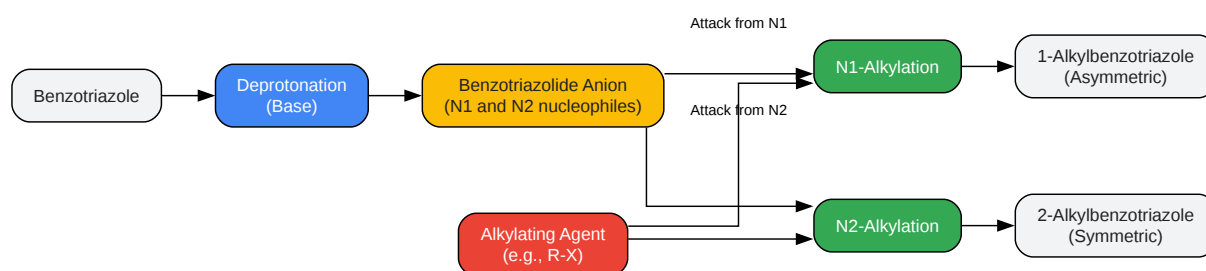 Attack from N1
Benzotriazole
Deprotonation
(Base)
Benzotriazolide Anion
(N1 and N2 nucleophiles)
N1-Alkylation
1-Alkylbenzotriazole
(Asymmetric)
Attack from N2
Alkylating Agent
(e.g., R-X)
N2-Alkylation
2-Alkylbenzotriazole
(Symmetric)